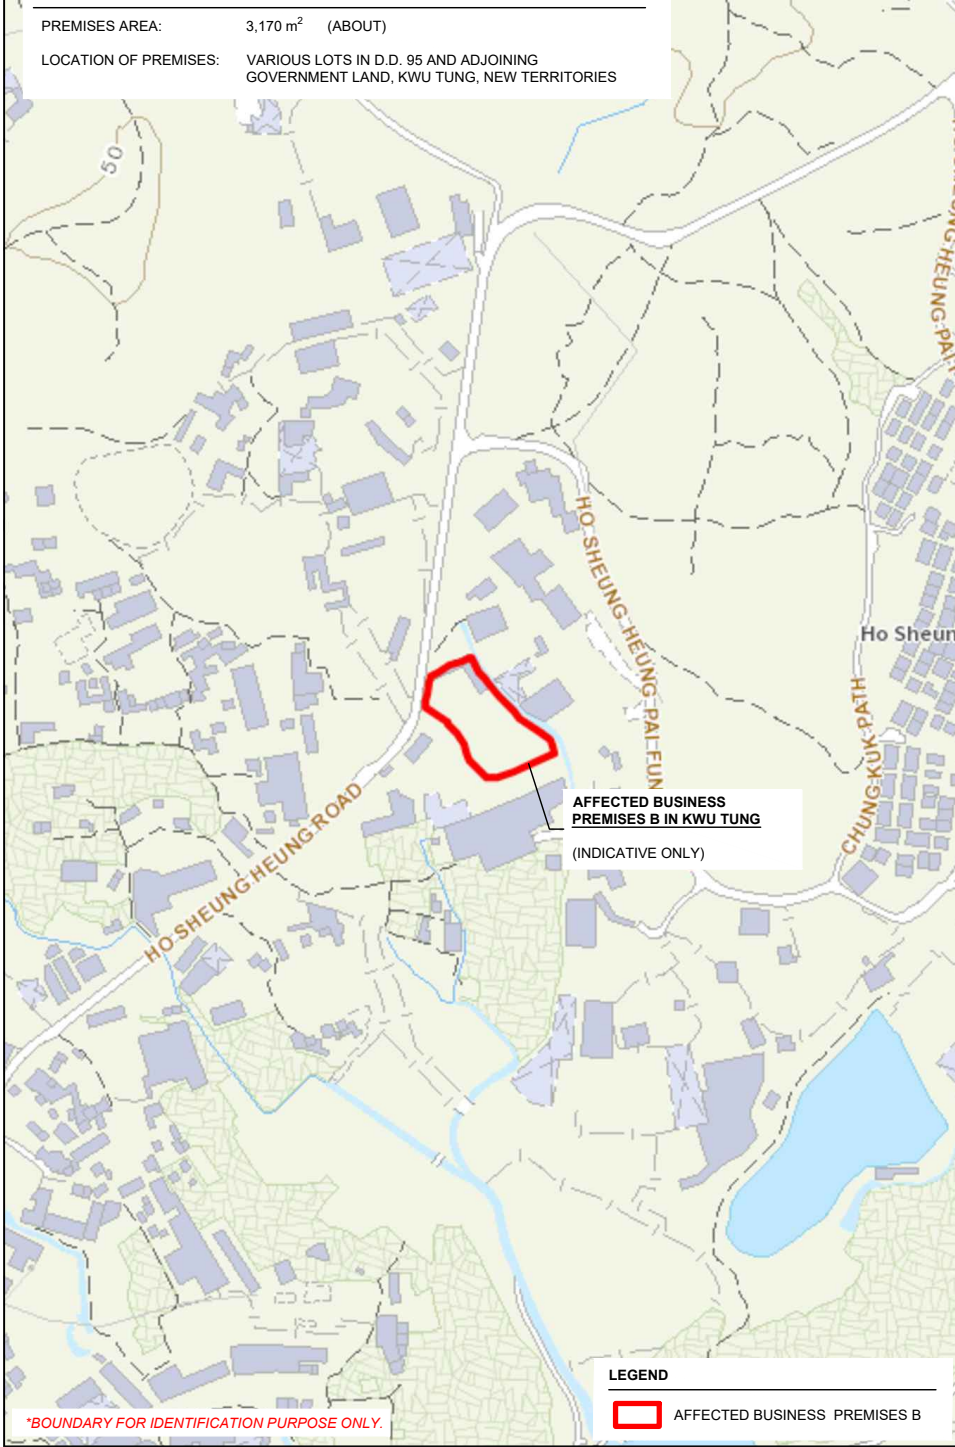 PREMISES AREA: 3,170 m² (ABOUT)
LOCATION OF PREMISES: VARIOUS LOTS IN D.D. 95 AND ADJOINING
GOVERNMENT LAND, KWU TUNG, NEW TERRITORIES
50
HO SHEUNG HEUNG PAI FUN
Ho Sheun
CHUNG KUK PATH
HO SHEUNG HEUNG ROAD
AFFECTED BUSINESS
PREMISES B IN KWU TUNG
(INDICATIVE ONLY)
LEGEND
AFFECTED BUSINESS PREMISES B
*BOUNDARY FOR IDENTIFICATION PURPOSE ONLY.